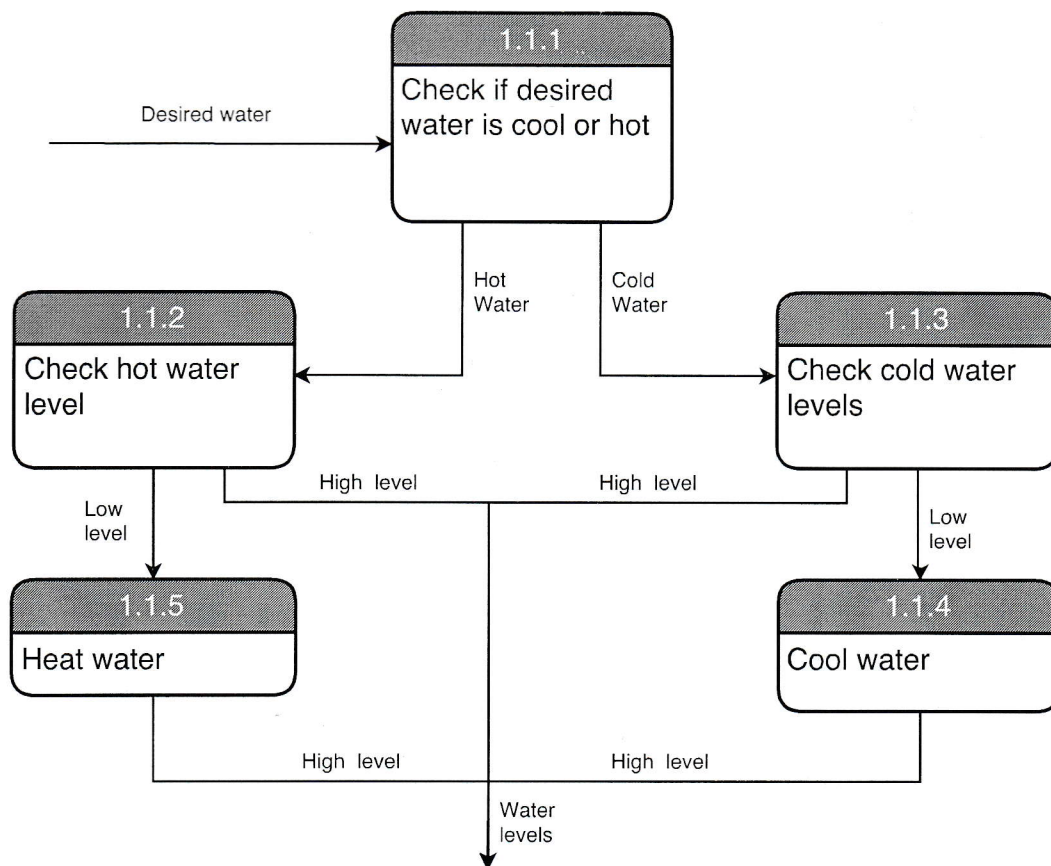 1.1.1
Check if desired
water is cool or hot
Desired water
Hot
Water
Cold
Water
1.1.2
Check hot water
level
1.1.3
Check cold water
levels
High level
High level
Low
level
Low
level
1.1.5
Heat water
1.1.4
Cool water
High level
High level
Water
levels